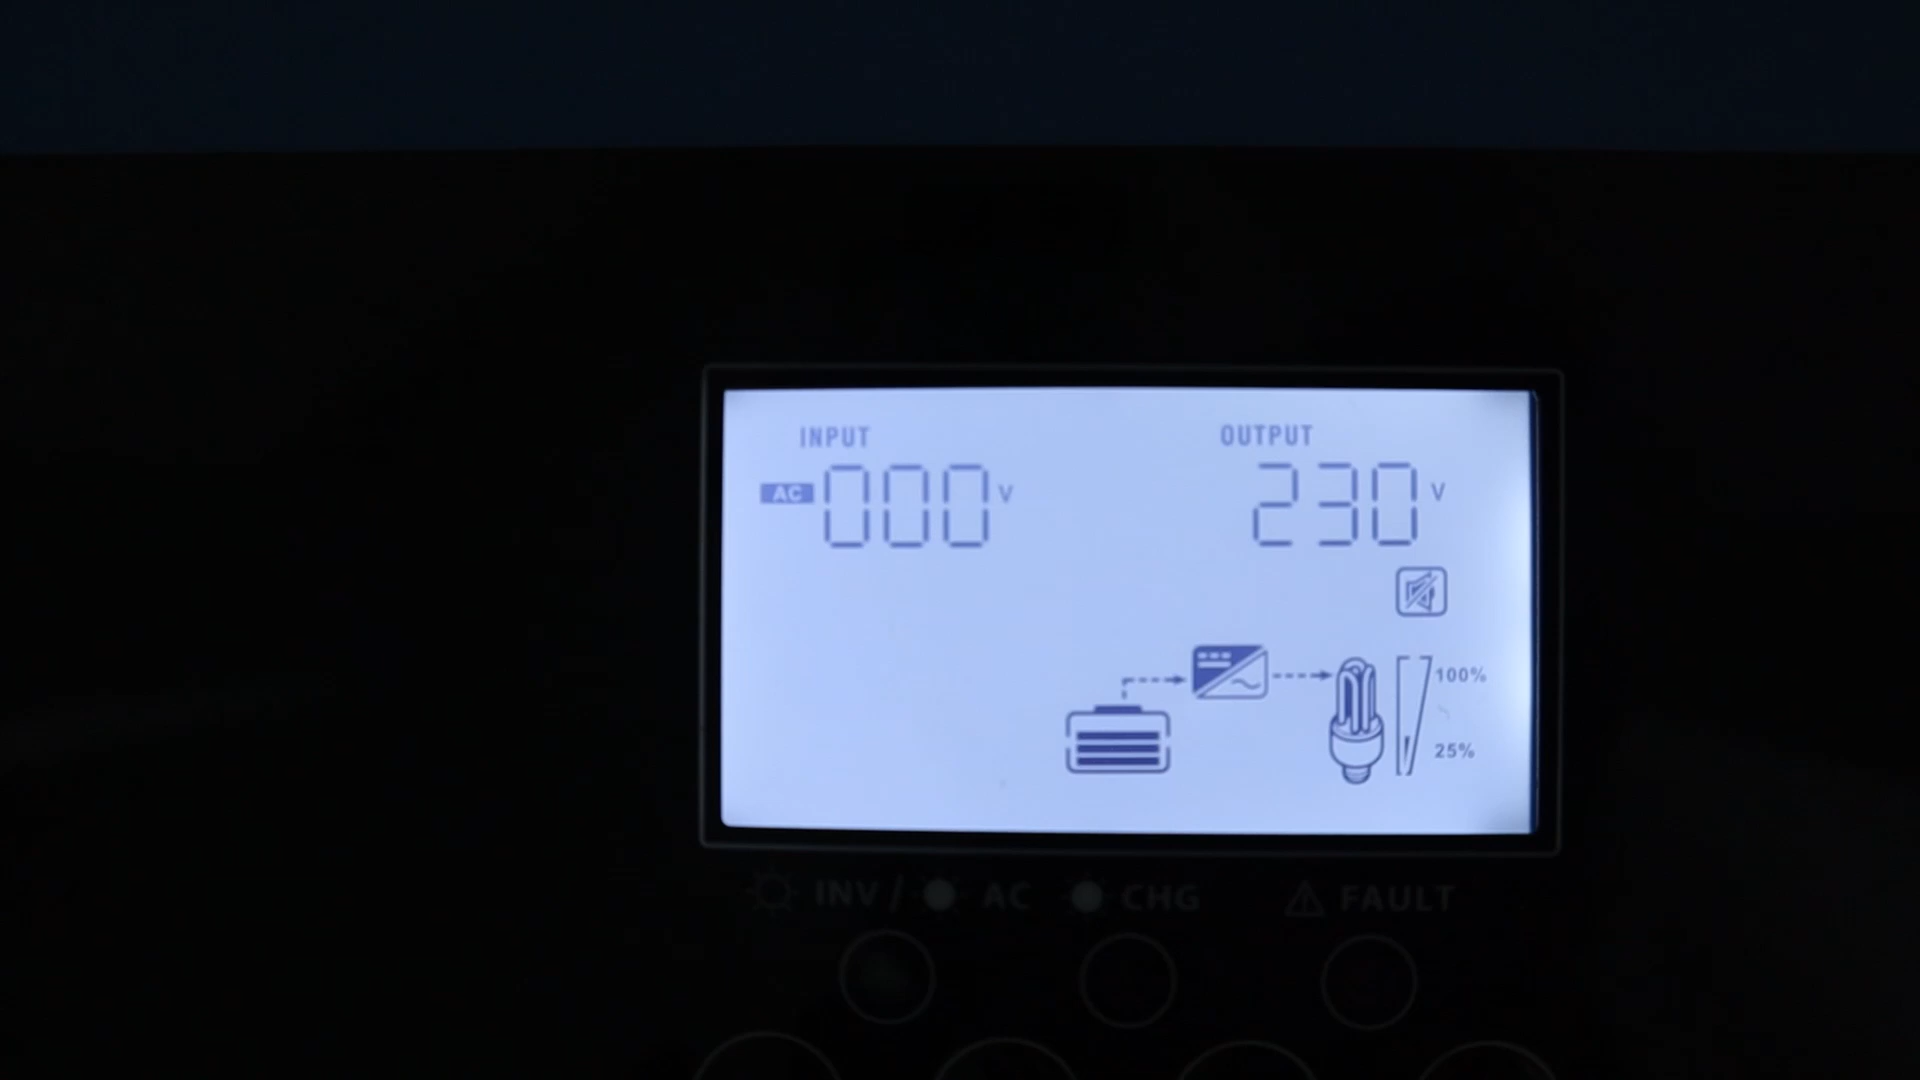 INPUT OUTPUT
AC 000 V 230 V
100%
25%
INV / AC CHG FAULT